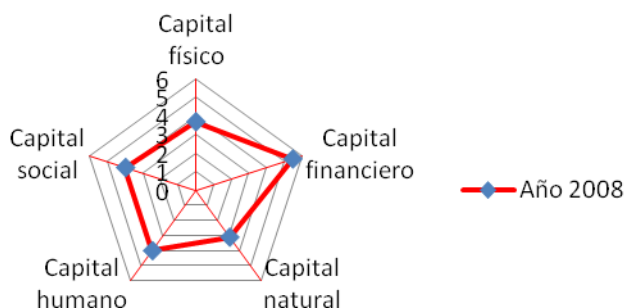 Capital
físico
6
5
4
3
2
1
0
Capital
financiero
Capital
natural
Capital
humano
Capital
social
Año 2008